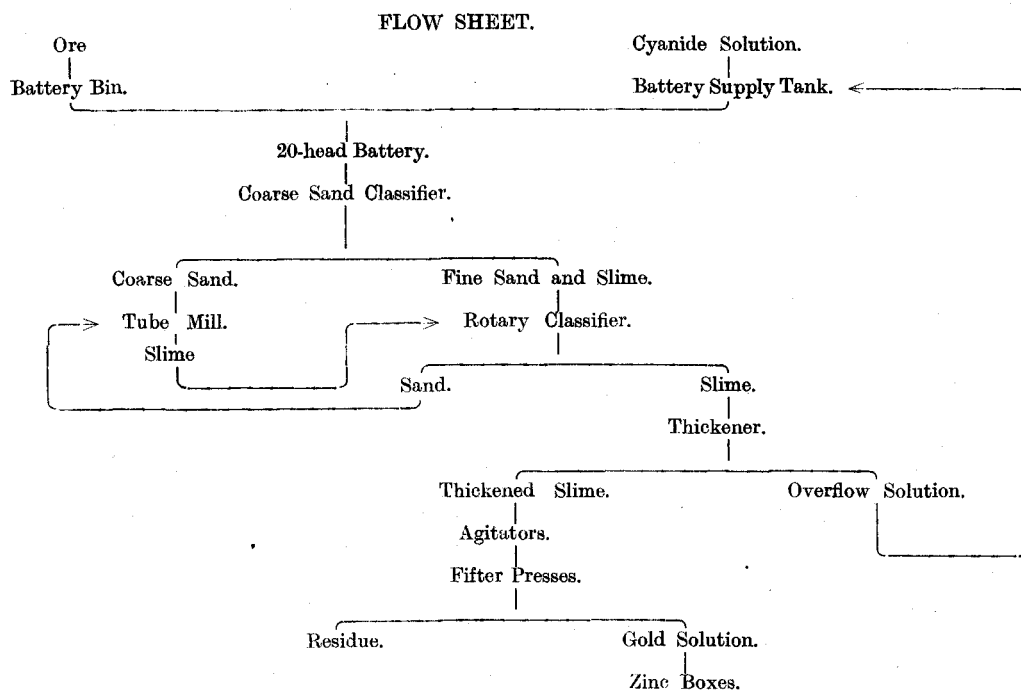 FLOW SHEET.
Ore
Cyanide Solution.
Battery Bin.
Battery Supply Tank.
20-head Battery.
Coarse Sand Classifier.
Coarse Sand.
Fine Sand and Slime.
Tube Mill.
Rotary Classifier.
Slime
Sand.
Slime.
Thickener.
Thickened Slime.
Overflow Solution.
Agitators.
Fifter Presses.
Residue.
Gold Solution.
Zinc Boxes.